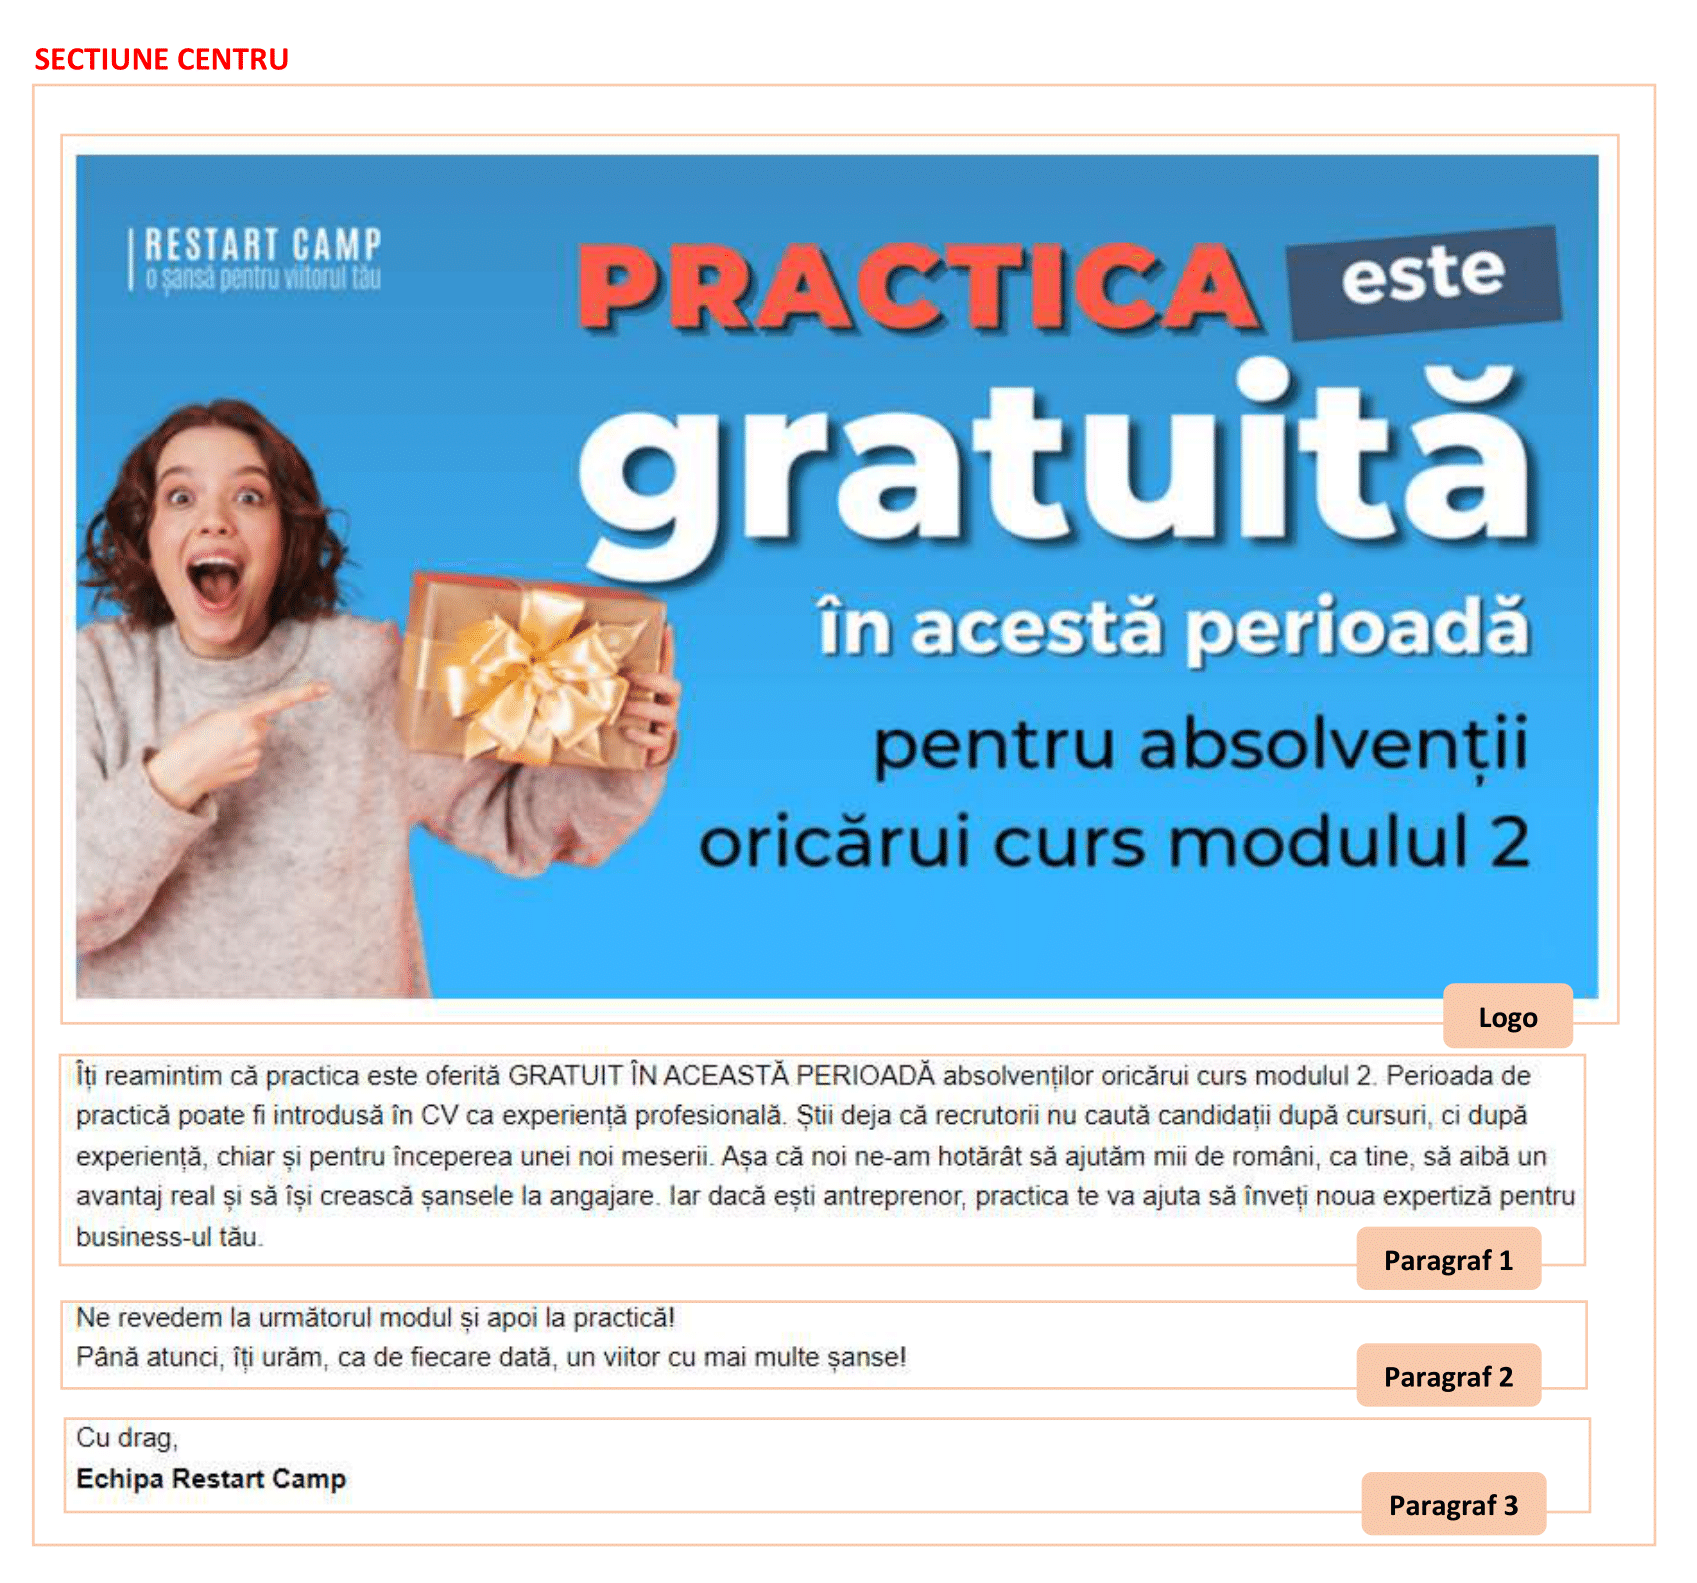 SECTIUNE CENTRU
RESTART CAMP
o șansă pentru viitorul tău
PRACTICA este
gratuită
în acestă perioadă
pentru absolvenții
oricărui curs modulul 2
Logo
Îți reamintim că practica este oferită GRATUIT ÎN ACEASTĂ PERIOADĂ absolvenților oricărui curs modulul 2. Perioada de
practică poate fi introdusă în CV ca experiență profesională. Știi deja că recrutorii nu caută candidații după cursuri, ci după
experiență, chiar și pentru începerea unei noi meserii. Așa că noi ne-am hotărât să ajutăm mii de români, ca tine, să aibă un
avantaj real și să își crească șansele la angajare. Iar dacă ești antreprenor, practica te va ajuta să înveți noua expertiză pentru
business-ul tău.
Paragraf 1
Ne revedem la următorul modul și apoi la practică!
Până atunci, îți urăm, ca de fiecare dată, un viitor cu mai multe șanse!
Paragraf 2
Cu drag,
Echipa Restart Camp
Paragraf 3